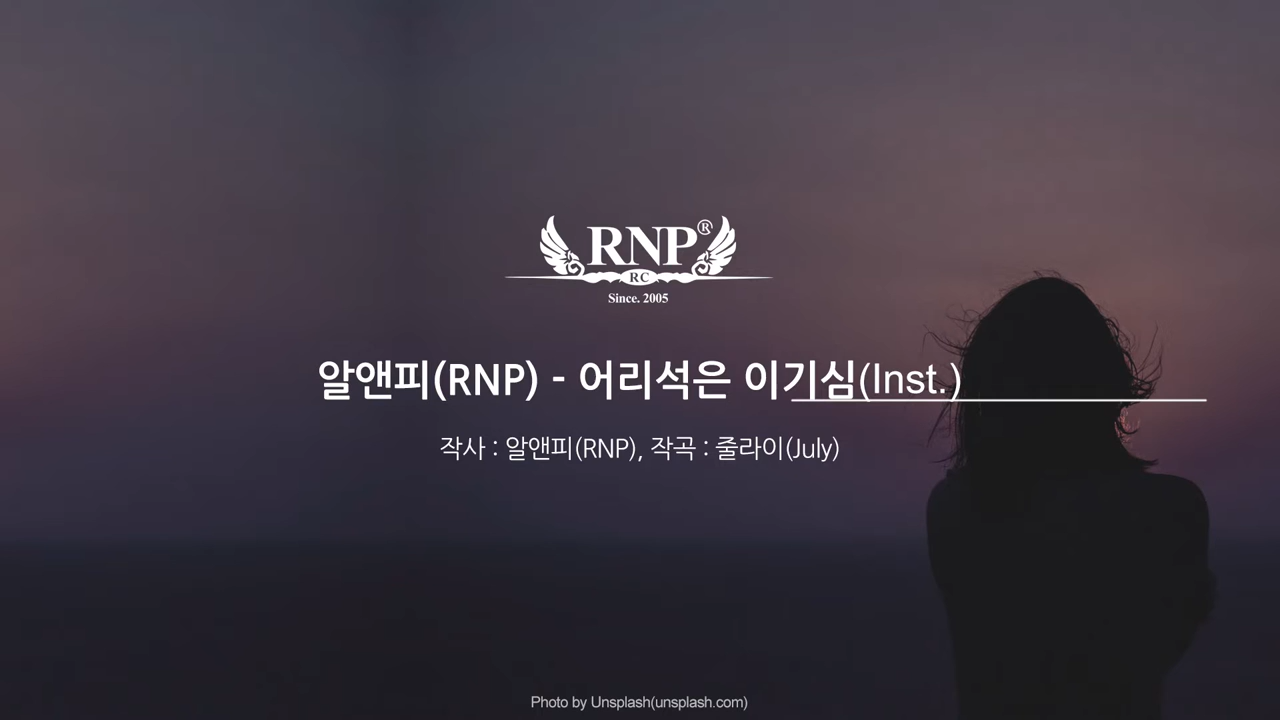 RNP®
RC
Since. 2005
알앤피(RNP) - 어리석은 이기심(Inst.)
작사 : 알앤피(RNP), 작곡 : 줄라이(July)
Photo by Unsplash(unsplash.com)